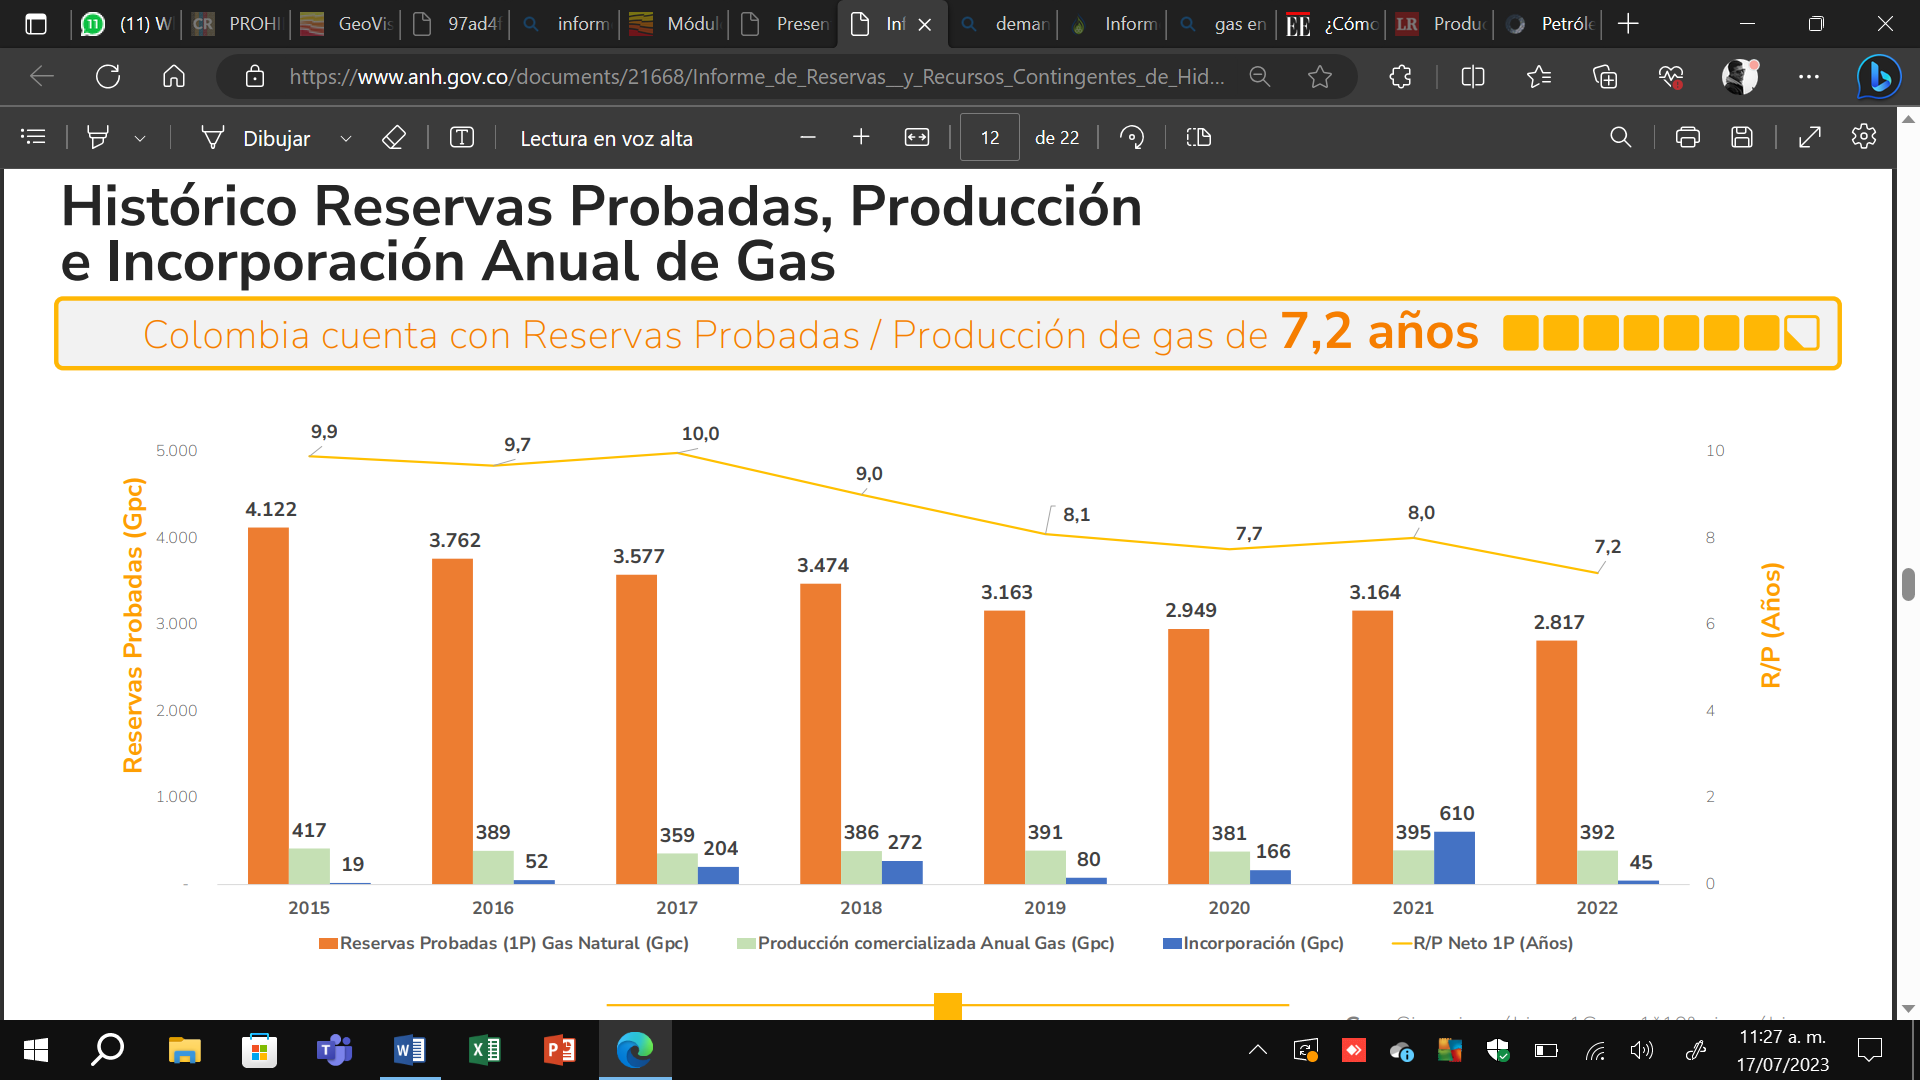 (11) W
PROHI
GeoVis
97ad4f
inform
Módul
Presen
Inf
deman
Inform
gas en
EE ¿Cómo
LR Produc
Petróle
https://www.anh.gov.co/documents/21668/Informe_de_Reservas__y_Recursos_Contingentes_de_Hid...
Dibujar
Lectura en voz alta
12 de 22
Histórico Reservas Probadas, Producción
e Incorporación Anual de Gas
Colombia cuenta con Reservas Probadas / Producción de gas de 7,2 años
9,9 9,7 10,0 9,0 8,1 7,7 8,0 7,2
Reservas Probadas (Gpc)
5.000
4.000
3.000
2.000
1.000
-
4.122 3.762 3.577 3.474 3.163 2.949 3.164 2.817
417 389 359 386 391 381 395 392
19 52 204 272 80 166 610 45
10
8
6
4
2
0
R/P (Años)
2015 2016 2017 2018 2019 2020 2021 2022
Reservas Probadas (1P) Gas Natural (Gpc)
Producción comercializada Anual Gas (Gpc)
Incorporación (Gpc)
R/P Neto 1P (Años)
11:27 a. m.
17/07/2023